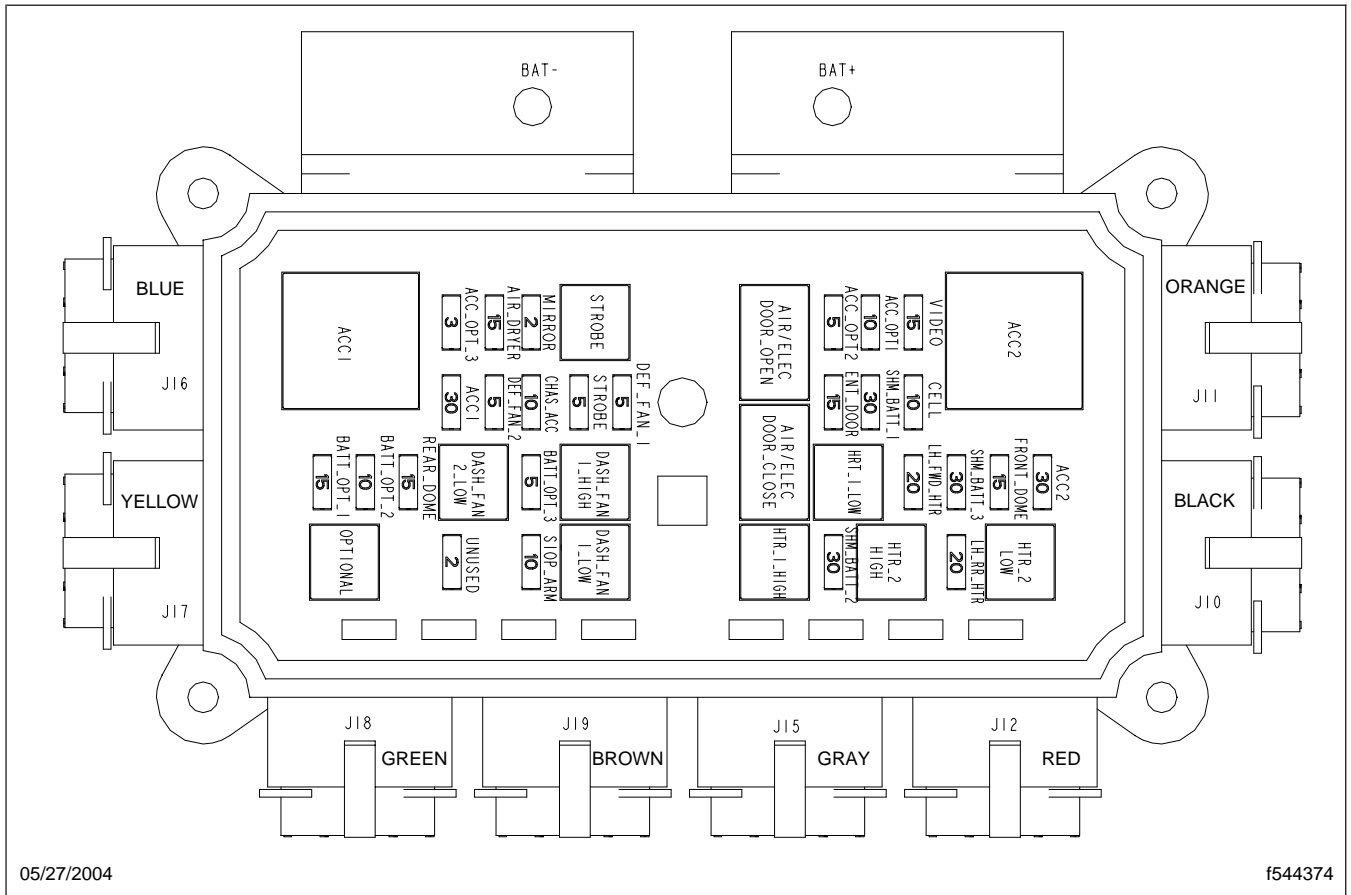 BAT-
BAT+
BLUE
J16
ORANGE
J11
YELLOW
J17
BLACK
J10
ACC1
ACC_OPT_3
3
AIR_DRYER
15
MIRROR
2
STROBE
AIR/ELEC
DOOR_OPEN
ACC_OPT2
5
ACC_OPT1
10
VIDEO
15
ACC2
ACC1
30
DEF_FAN_2
5
CHAS_ACC
10
STROBE
5
DEF_FAN_1
5
ENT_DOOR
15
SHM_BATT_1
30
CELL
10
BATT_OPT_1
15
BATT_OPT_2
10
REAR_DOME
15
DASH_FAN
2_LOW
BATT_OPT_3
5
DASH_FAN
1_HIGH
AIR/ELEC
DOOR_CLOSE
HRT_1_LOW
LH_FWD_HTR
20
SHM_BATT_3
30
FRONT_DOME
15
ACC2
30
OPTIONAL
UNUSED
2
STOP_ARM
10
DASH_FAN
1_LOW
HTR_1_HIGH
SHM_BATT_2
30
HTR_2
HIGH
LH_RR_HTR
20
HTR_2
LOW
J18
GREEN
J19
BROWN
J15
GRAY
J12
RED
05/27/2004
f544374